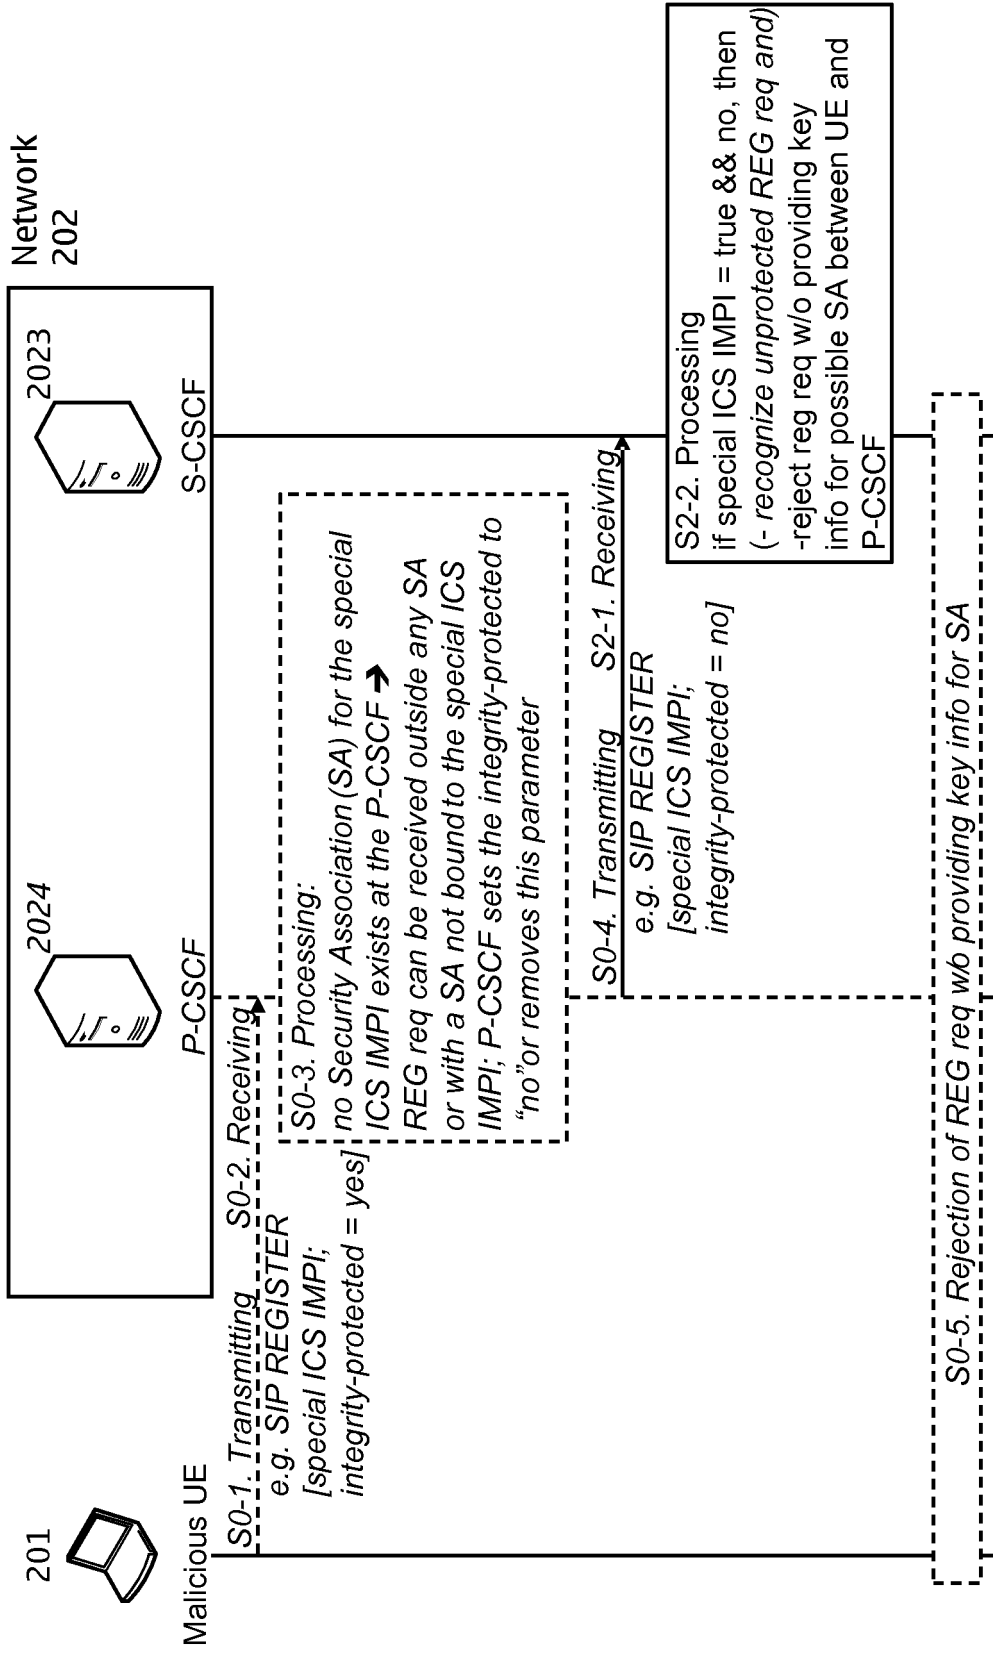 Network
202
201
2024
2023
Malicious UE
P-CSCF
S-CSCF
S0-1. Transmitting
S0-2. Receiving
e.g. SIP REGISTER
[special ICS IMPI;
integrity-protected = yes]
S0-3. Processing:
no Security Association (SA) for the special
ICS IMPI exists at the P-CSCF ➔
REG req can be received outside any SA
or with a SA not bound to the special ICS
IMPI; P-CSCF sets the integrity-protected to
“no”or removes this parameter
S0-4. Transmitting
S2-1. Receiving
e.g. SIP REGISTER
[special ICS IMPI;
integrity-protected = no]
S2-2. Processing
if special ICS IMPI = true && no, then
(- recognize unprotected REG req and)
-reject reg req w/o providing key
info for possible SA between UE and
P-CSCF
S0-5. Rejection of REG req w/o providing key info for SA